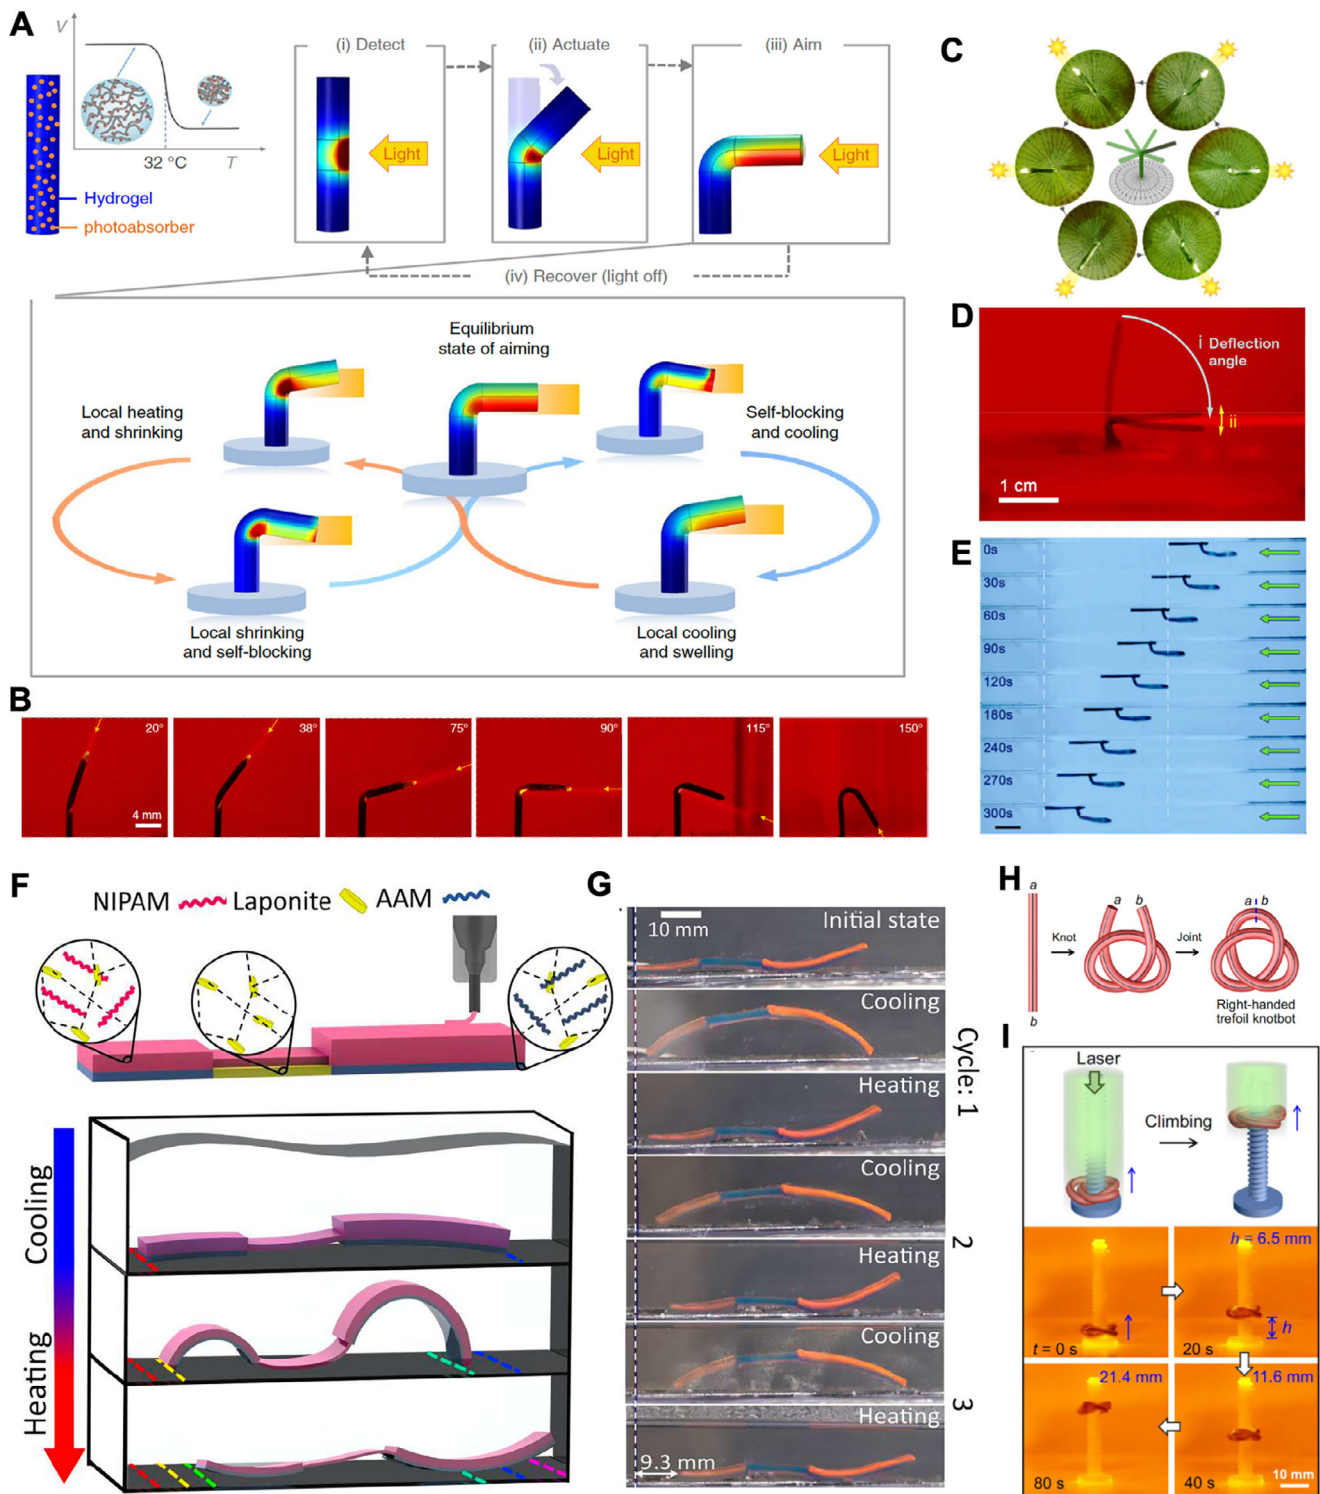 A
V
32 °C
T
Hydrogel
photoabsorber
(i) Detect
Light
(ii) Actuate
Light
(iii) Aim
Light
(iv) Recover (light off)
Equilibrium
state of aiming
Local heating
and shrinking
Self-blocking
and cooling
Local shrinking
and self-blocking
Local cooling
and swelling
B
20°
4 mm
38°
75°
90°
115°
150°
C
D
i Deflection
angle
ii
1 cm
E
0s
30s
60s
90s
120s
180s
240s
270s
300s
F
NIPAM
Laponite
AAM
Cooling
Heating
G
10 mm
Initial state
Cooling
Heating
Cooling
Heating
Cooling
Heating
9.3 mm
Cycle: 1
2
3
H
a
b
Knot
a b
Joint
a b
Right-handed
trefoil knotbot
I
Laser
Climbing
t = 0 s
h = 6.5 mm
h
20 s
21.4 mm
80 s
11.6 mm
40 s
10 mm